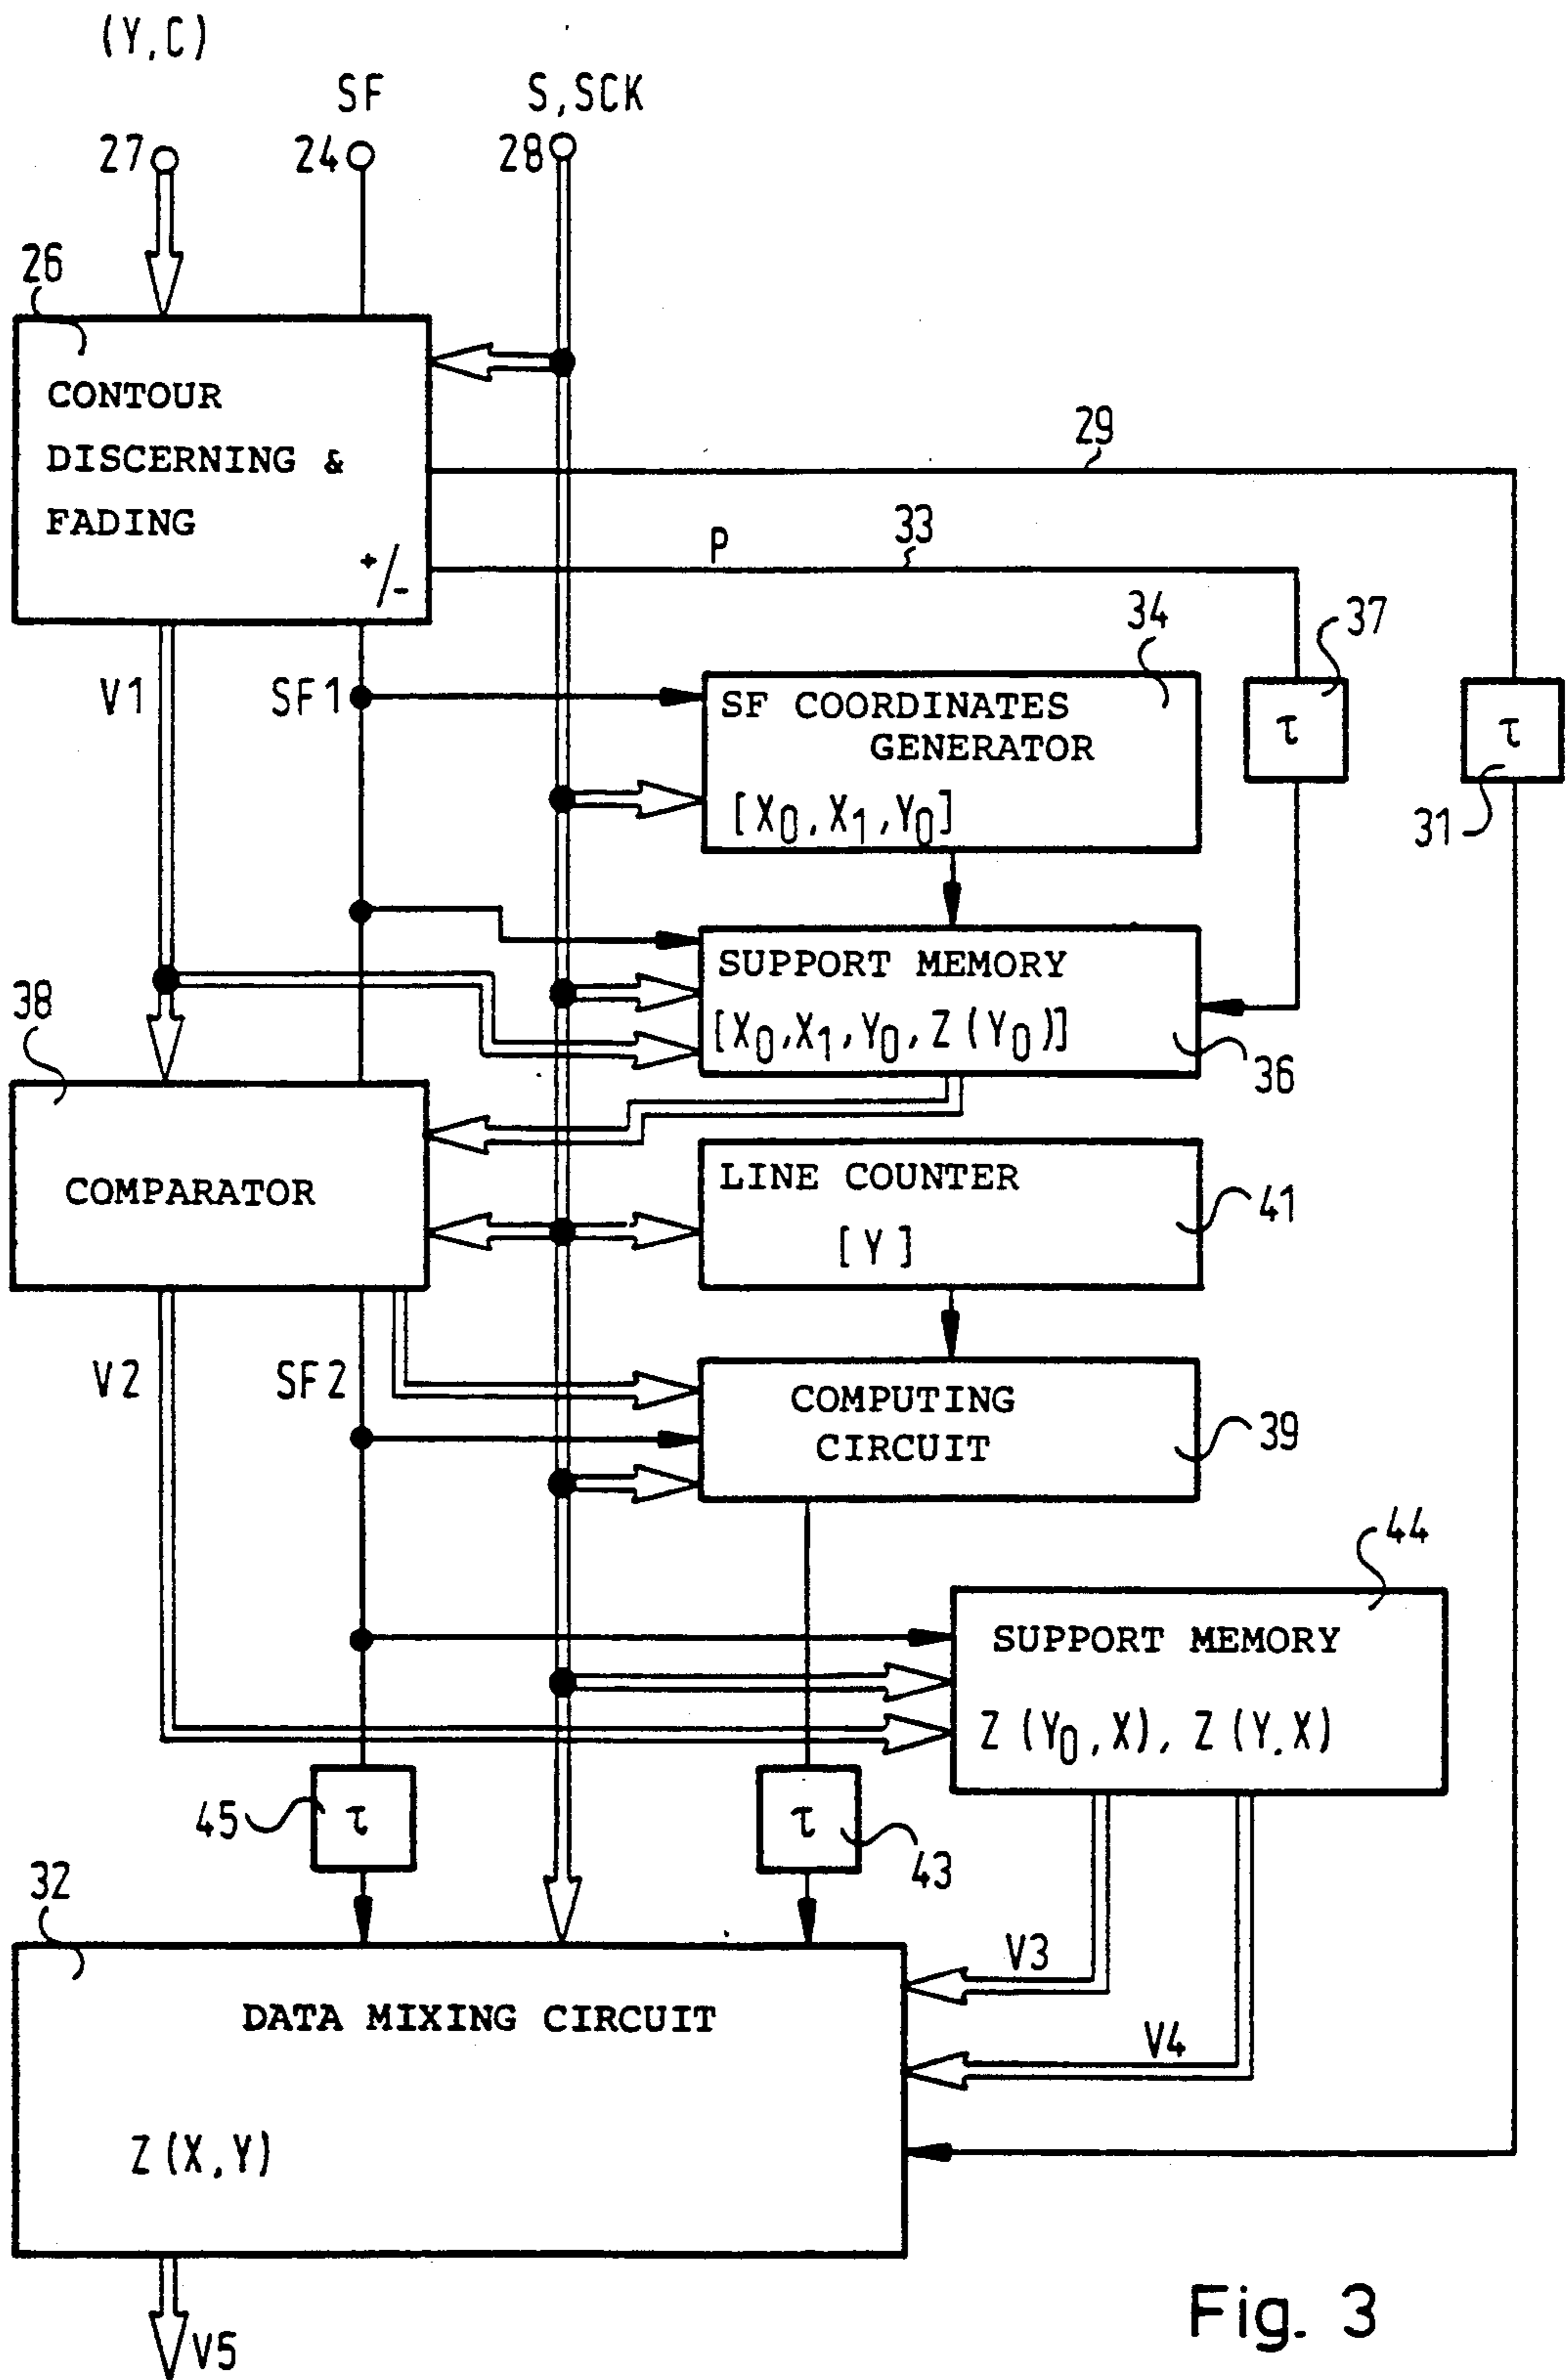 (Y,C)
SF
S,SCK
27
24
28
26
CONTOUR
DISCERNING &
FADING
+/-
29
P
33
34
37
V1
SF1
SF COORDINATES
GENERATOR
[X0,X1,Y0]
τ
τ
31
SUPPORT MEMORY
[X0,X1,Y0,Z(Y0)]
36
38
COMPARATOR
LINE COUNTER
[Y]
41
V2
SF2
COMPUTING
CIRCUIT
39
44
SUPPORT MEMORY
Z(Y0,X), Z(Y.X)
45
τ
τ
43
32
V3
DATA MIXING CIRCUIT
V4
Z(X,Y)
V5
Fig. 3